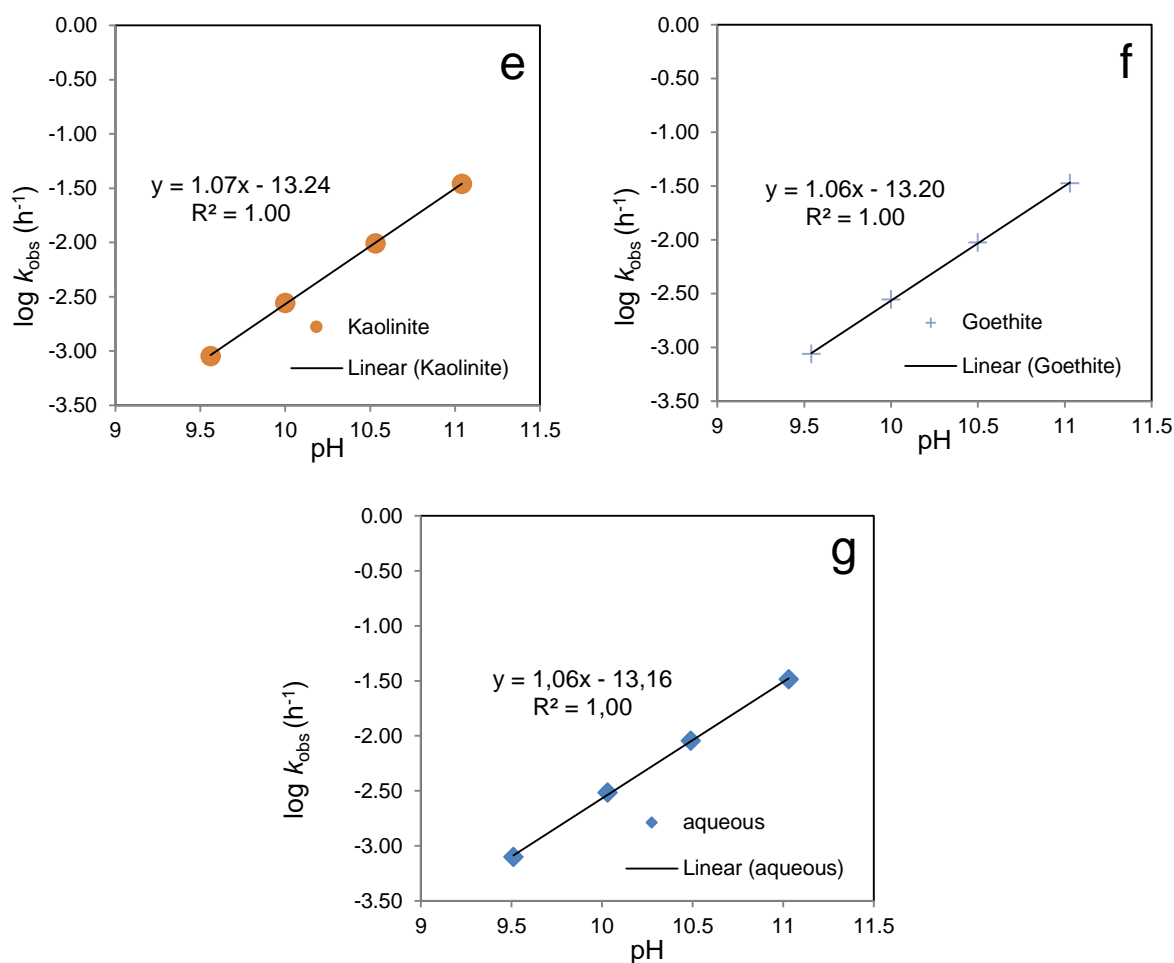 e
0.00
-0.50
-1.00
-1.50
-2.00
-2.50
-3.00
-3.50
log kobs (h-1)
y = 1.07x - 13.24
R² = 1.00
Kaolinite
Linear (Kaolinite)
9 9.5 10 10.5 11 11.5
pH
f
0.00
-0.50
-1.00
-1.50
-2.00
-2.50
-3.00
-3.50
log kobs (h-1)
y = 1.06x - 13.20
R² = 1.00
Goethite
Linear (Goethite)
9 9.5 10 10.5 11 11.5
pH
g
0.00
-0.50
-1.00
-1.50
-2.00
-2.50
-3.00
-3.50
log kobs (h-1)
y = 1,06x - 13,16
R² = 1,00
aqueous
Linear (aqueous)
9 9.5 10 10.5 11 11.5
pH